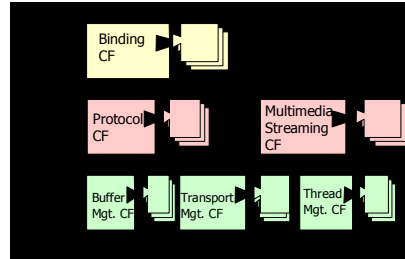 Binding
CF
Protocol
CF
Multimedia
Streaming
CF
Buffer
Mgt. CF
Transport
Mgt. CF
Thread
Mgt. CF